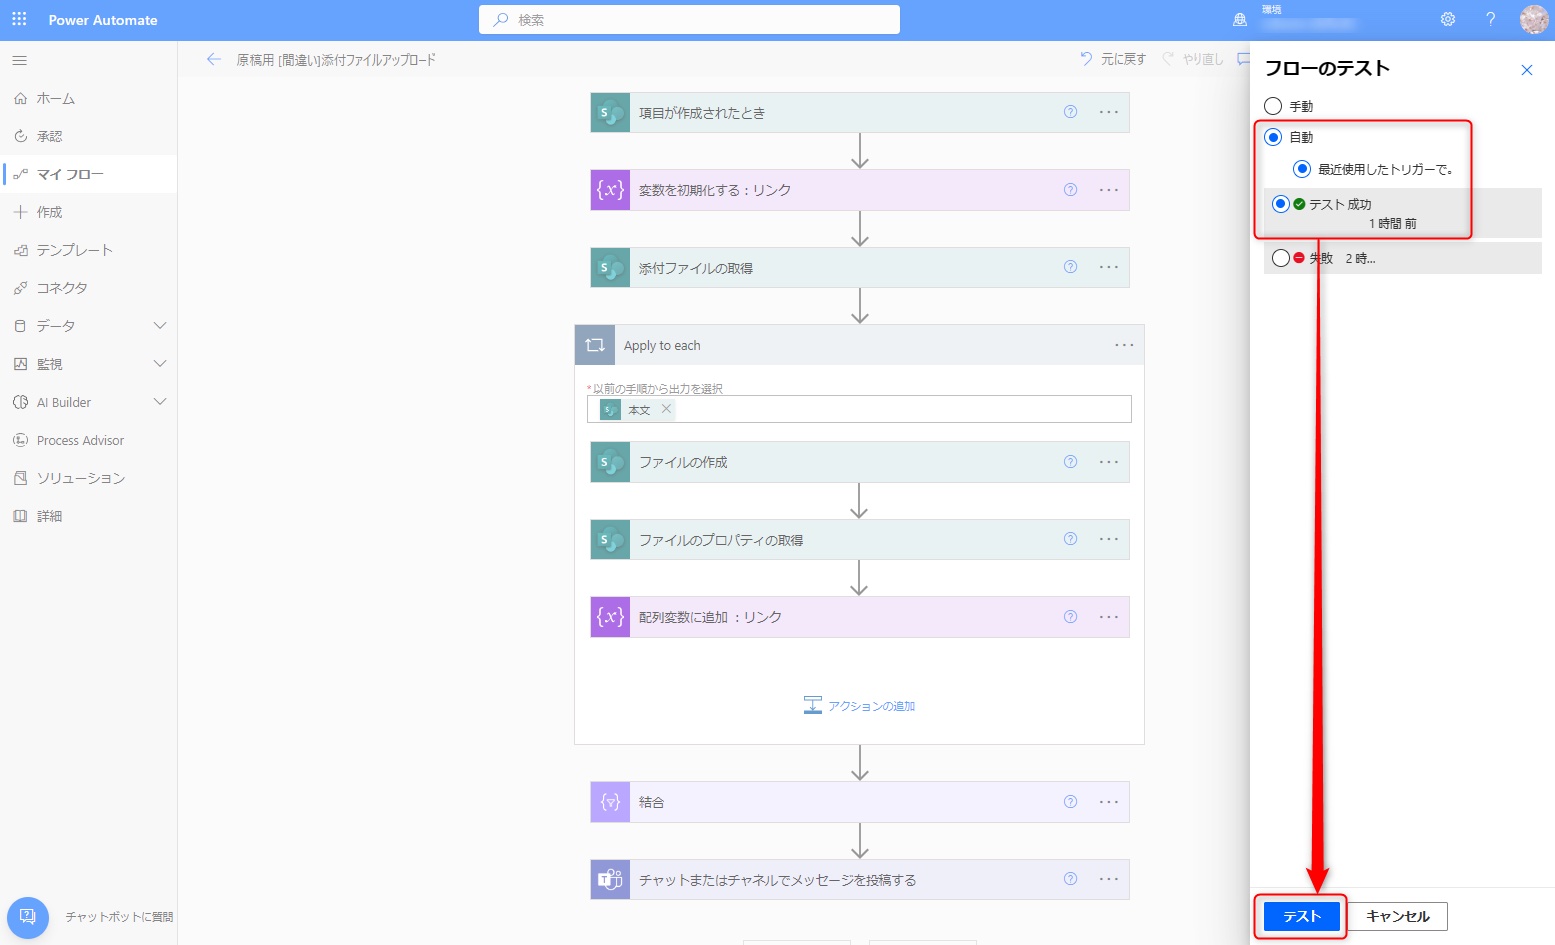 Power Automate
検索
環境
ホーム
承認
マイ フロー
作成
テンプレート
コネクタ
データ
監視
AI Builder
Process Advisor
ソリューション
詳細
チャットボットに質問
原稿用 [間違い]添付ファイルアップロード
元に戻す
やり直し
項目が作成されたとき
変数を初期化する：リンク
添付ファイルの取得
Apply to each
*以前の手順から出力を選択
本文
ファイルの作成
ファイルのプロパティの取得
配列変数に追加 ：リンク
アクションの追加
結合
チャットまたはチャネルでメッセージを投稿する
フローのテスト
手動
自動
最近使用したトリガーで。
テスト 成功
1 時間 前
失敗 2 時...
テスト
キャンセル